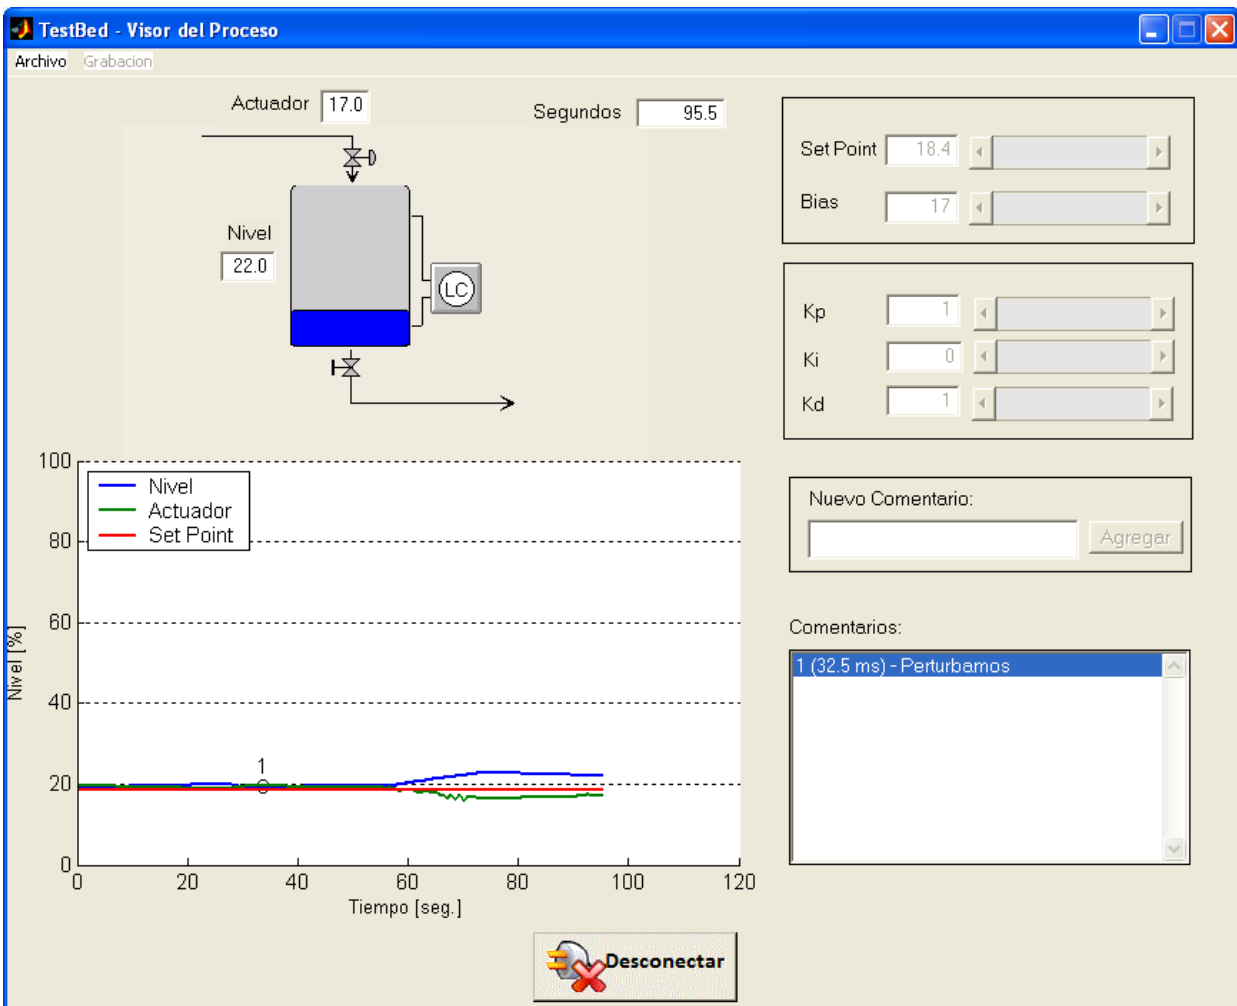 TestBed - Visor del Proceso
Archivo Grabacion
Actuador 17.0
Segundos 95.5
Nivel
22.0
LC
Set Point 18.4
Bias 17
Kp 1
Ki 0
Kd 1
Nuevo Comentario:
Agregar
Comentarios:
1 (32.5 ms) - Perturbamos
Nivel
Actuador
Set Point
Nivel [%]
100
80
60
40
20
0
1
0 20 40 60 80 100 120
Tiempo [seg.]
Desconectar